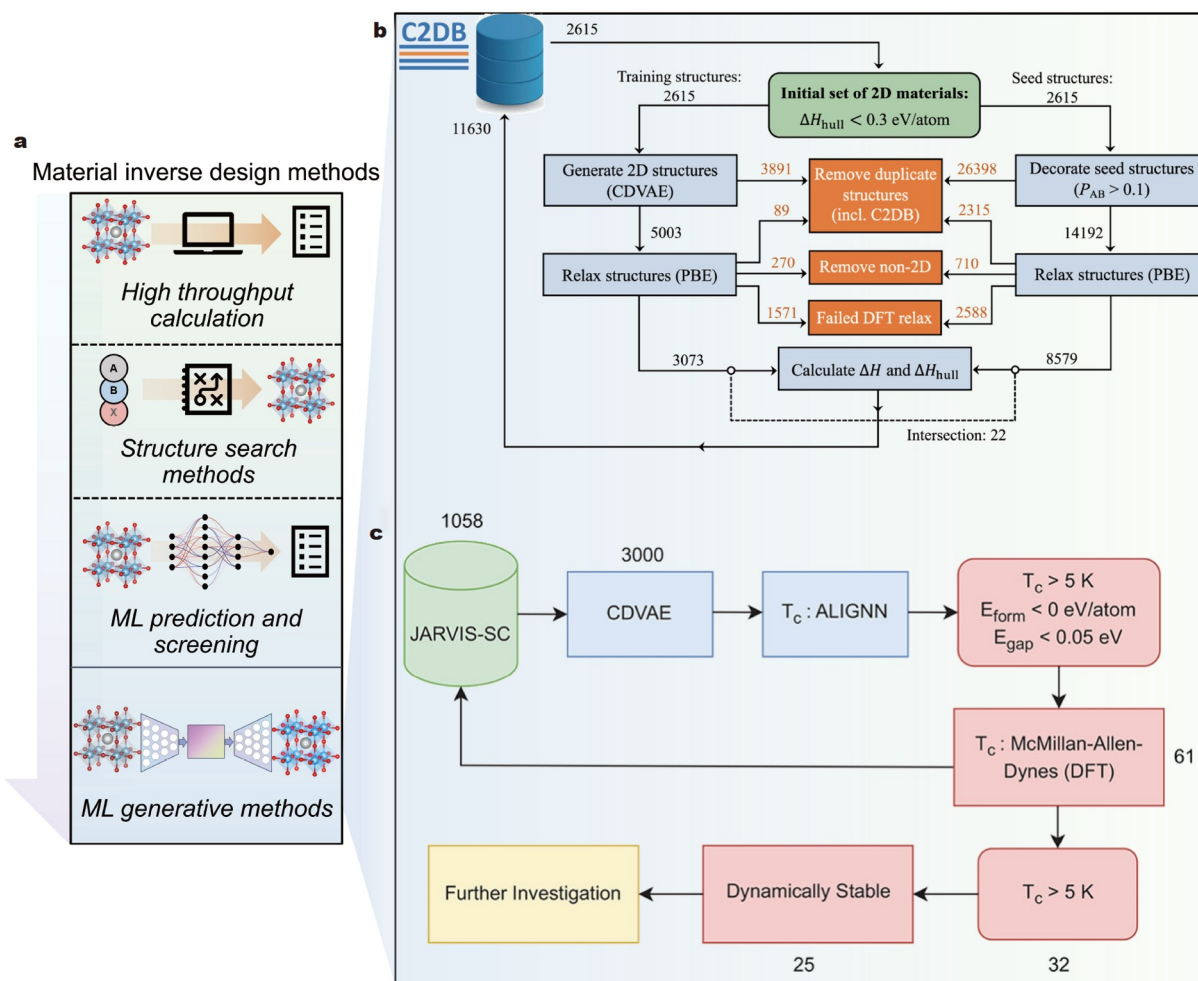 a
Material inverse design methods
High throughput
calculation
A
B
X
Structure search
methods
ML prediction and
screening
ML generative methods
b
C2DB
2615
11630
Training structures:
2615
Initial set of 2D materials:
ΔH_hull < 0.3 eV/atom
Seed structures:
2615
Generate 2D structures
(CDVAE)
3891
Remove duplicate
structures
(incl. C2DB)
26398
Decorate seed structures
(P_AB > 0.1)
89
2315
5003
14192
Relax structures (PBE)
270
Remove non-2D
710
Relax structures (PBE)
1571
Failed DFT relax
2588
3073
Calculate ΔH and ΔH_hull
8579
Intersection: 22
c
1058
JARVIS-SC
3000
CDVAE
T_c : ALIGNN
T_c > 5 K
E_form < 0 eV/atom
E_gap < 0.05 eV
T_c : McMillan-Allen-
Dynes (DFT)
61
Further Investigation
Dynamically Stable
T_c > 5 K
25
32